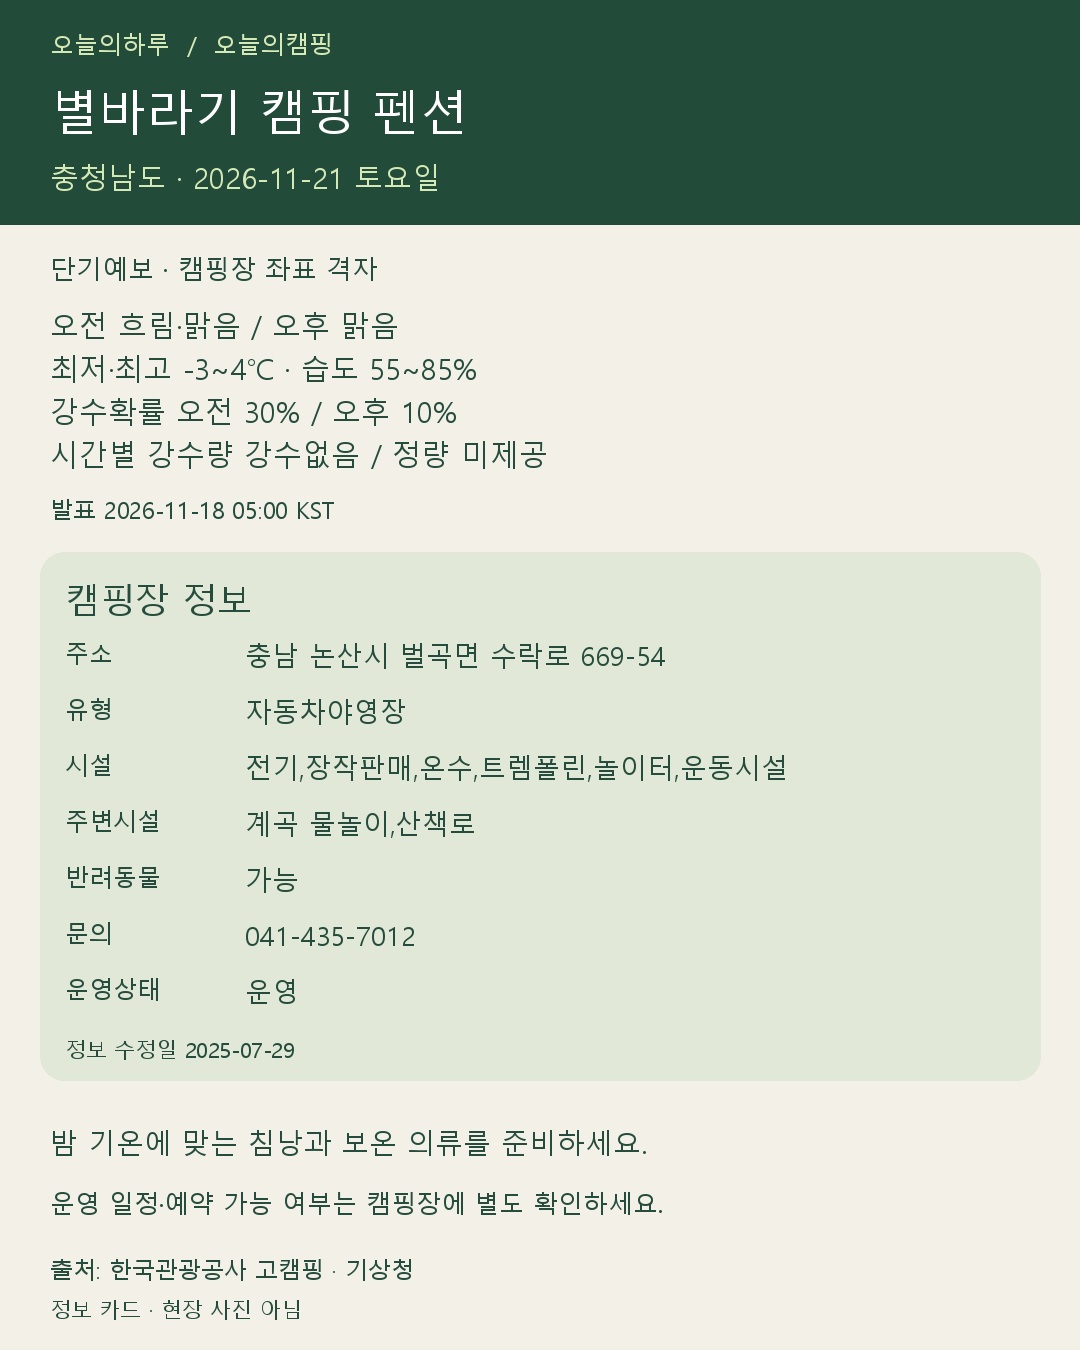 오늘의하루 / 오늘의캠핑
별바라기 캠핑 펜션
충청남도 · 2026-11-21 토요일
단기예보 · 캠핑장 좌표 격자
오전 흐림·맑음 / 오후 맑음
최저·최고 -3~4℃ · 습도 55~85%
강수확률 오전 30% / 오후 10%
시간별 강수량 강수없음 / 정량 미제공
발표 2026-11-18 05:00 KST
캠핑장 정보
주소 충남 논산시 벌곡면 수락로 669-54
유형 자동차야영장
시설 전기,장작판매,온수,트렘폴린,놀이터,운동시설
주변시설 계곡 물놀이,산책로
반려동물 가능
문의 041-435-7012
운영상태 운영
정보 수정일 2025-07-29
밤 기온에 맞는 침낭과 보온 의류를 준비하세요.
운영 일정·예약 가능 여부는 캠핑장에 별도 확인하세요.
출처: 한국관광공사 고캠핑 · 기상청
정보 카드 · 현장 사진 아님